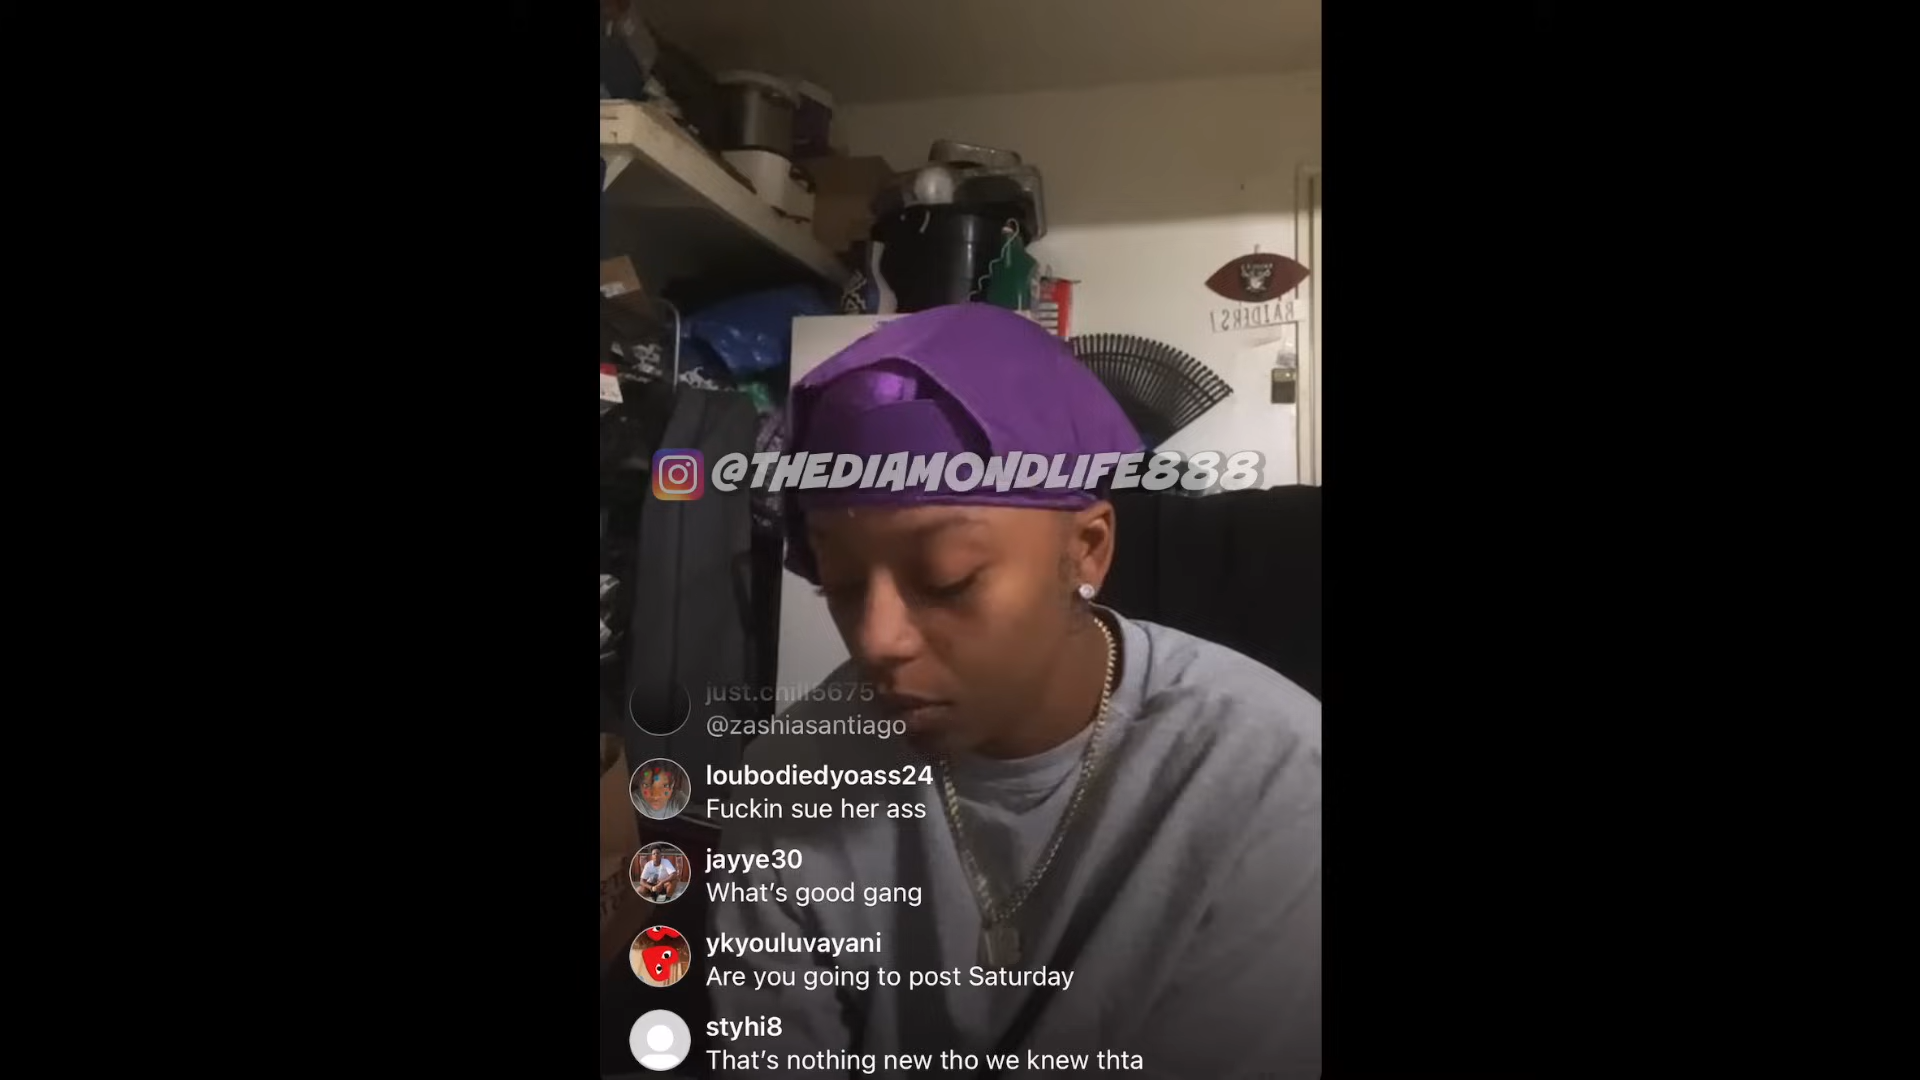 RAIDERS
@THEDIAMONDLIFE888
just.chill5675
@zashiasantiago
loubodiedyoass24
Fuckin sue her ass
jayye30
What's good gang
ykyouluvayani
Are you going to post Saturday
styhi8
That's nothing new tho we knew thta